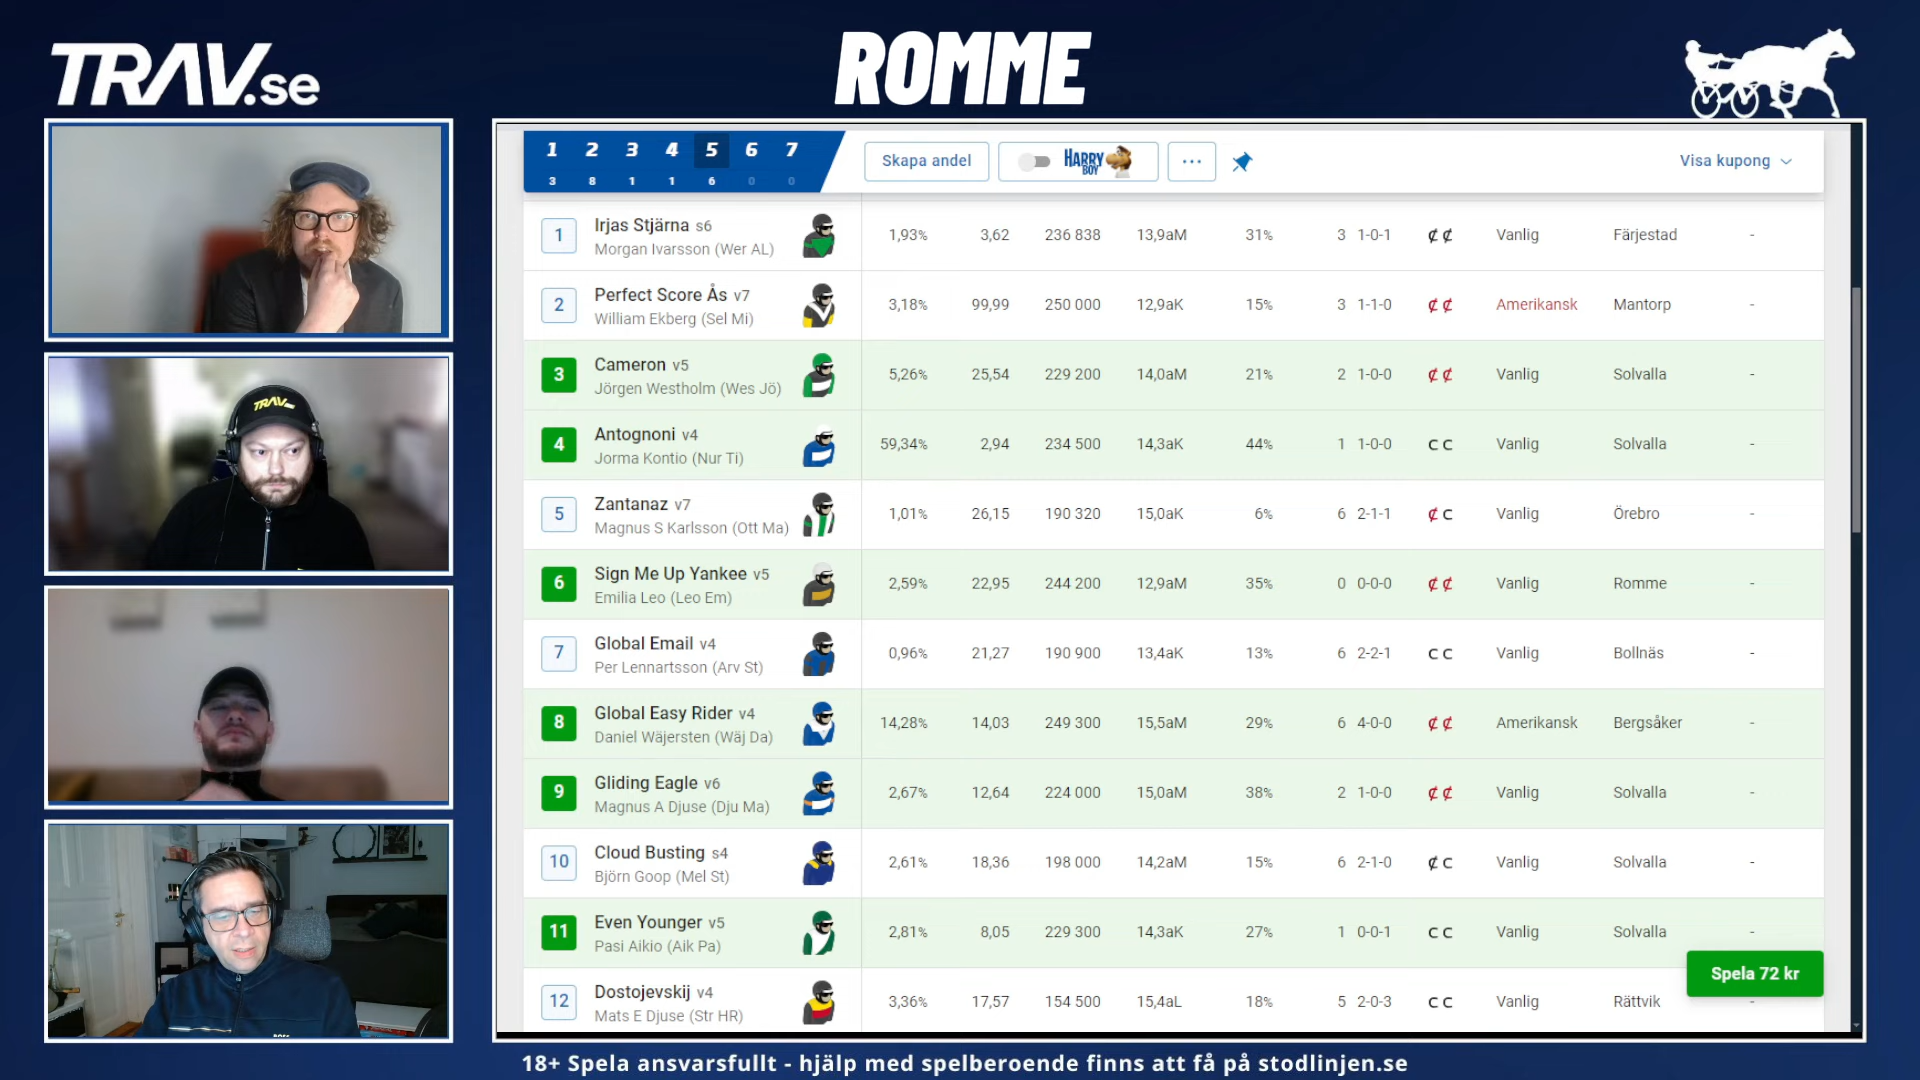 TRAV.se
ROMME
1 2 3 4 5 6 7
3 8 1 1 6 0 0
Skapa andel
HARRY BOY
...
Visa kupong
1 Irjas Stjärna s6 1,93% 3,62 236 838 13,9aM 31% 3 1-0-1 ¢ ¢ Vanlig Färjestad -
Morgan Ivarsson (Wer AL)
2 Perfect Score Ås v7 3,18% 99,99 250 000 12,9aK 15% 3 1-1-0 ¢ ¢ Amerikansk Mantorp -
William Ekberg (Sel Mi)
3 Cameron v5 5,26% 25,54 229 200 14,0aM 21% 2 1-0-0 ¢ ¢ Vanlig Solvalla -
Jörgen Westholm (Wes Jö)
4 Antognoni v4 59,34% 2,94 234 500 14,3aK 44% 1 1-0-0 C C Vanlig Solvalla -
Jorma Kontio (Nur Ti)
5 Zantanaz v7 1,01% 26,15 190 320 15,0aK 6% 6 2-1-1 ¢ C Vanlig Örebro -
Magnus S Karlsson (Ott Ma)
6 Sign Me Up Yankee v5 2,59% 22,95 244 200 12,9aM 35% 0 0-0-0 ¢ ¢ Vanlig Romme -
Emilia Leo (Leo Em)
7 Global Email v4 0,96% 21,27 190 900 13,4aK 13% 6 2-2-1 C C Vanlig Bollnäs -
Per Lennartsson (Arv St)
8 Global Easy Rider v4 14,28% 14,03 249 300 15,5aM 29% 6 4-0-0 ¢ ¢ Amerikansk Bergsåker -
Daniel Wäjersten (Wäj Da)
9 Gliding Eagle v6 2,67% 12,64 224 000 15,0aM 38% 2 1-0-0 ¢ ¢ Vanlig Solvalla -
Magnus A Djuse (Dju Ma)
10 Cloud Busting s4 2,61% 18,36 198 000 14,2aM 15% 6 2-1-0 ¢ C Vanlig Solvalla -
Björn Goop (Mel St)
11 Even Younger v5 2,81% 8,05 229 300 14,3aK 27% 1 0-0-1 C C Vanlig Solvalla -
Pasi Aikio (Aik Pa)
Spela 72 kr
12 Dostojevskij v4 3,36% 17,57 154 500 15,4aL 18% 5 2-0-3 C C Vanlig Rättvik -
Mats E Djuse (Str HR)
TRAV.se
18+ Spela ansvarsfullt - hjälp med spelberoende finns att få på stodlinjen.se